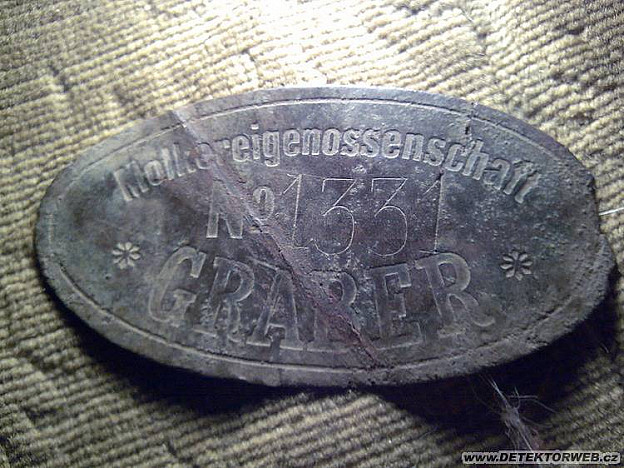 Molkereigenossenschaft
No 1331
* GRABER *
www.DETEKTORWEB.cz